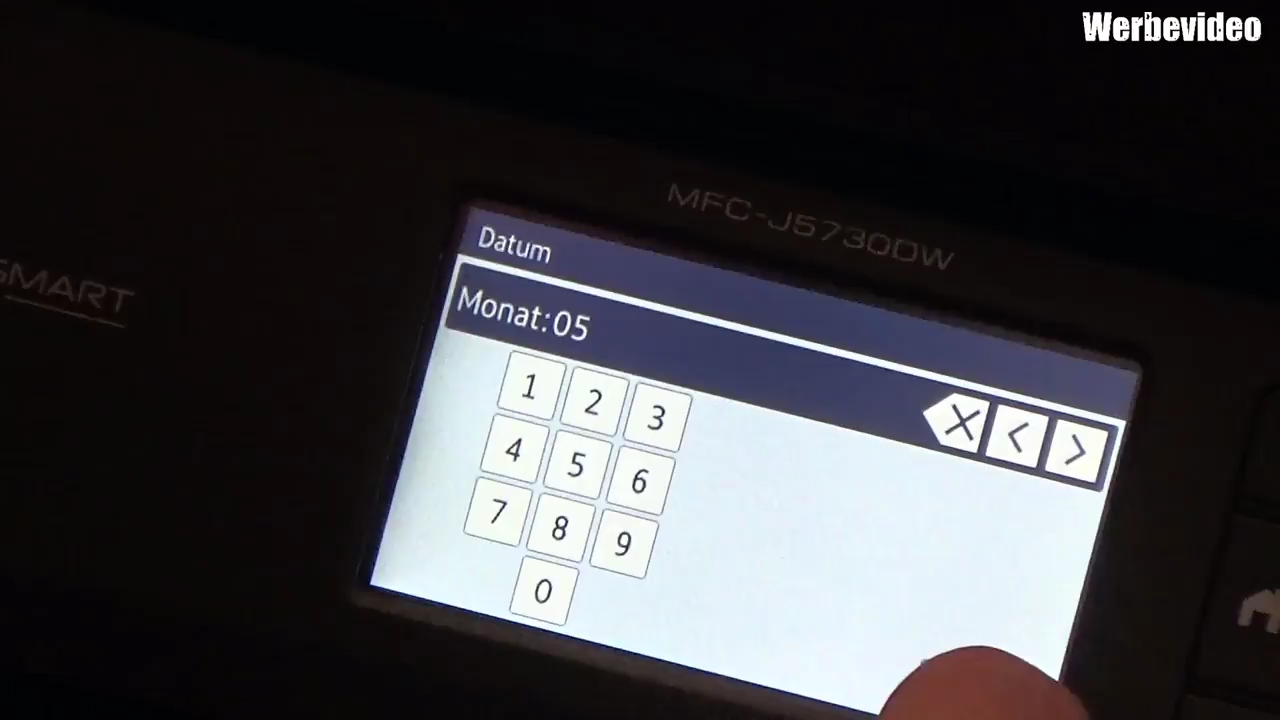 Werbevideo
MFC-J5730DW
SMART
Datum
Monat:05
1 2 3
4 5 6
7 8 9
0